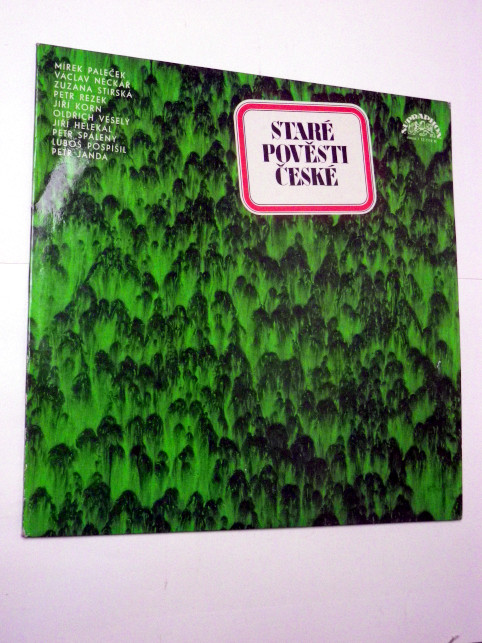 MÍREK PALEČEK
VÁCLAV NECKÁŘ
ZUZANA STIRSKÁ
PETR REZEK
JIŘÍ KORN
OLDŘICH VESELÝ
JIŘÍ HELEKAL
PETR SPÁLENÝ
LUBOŠ POSPÍŠIL
PETR JANDA
STARÉ
POVĚSTI
ČESKÉ
SUPRAPHON